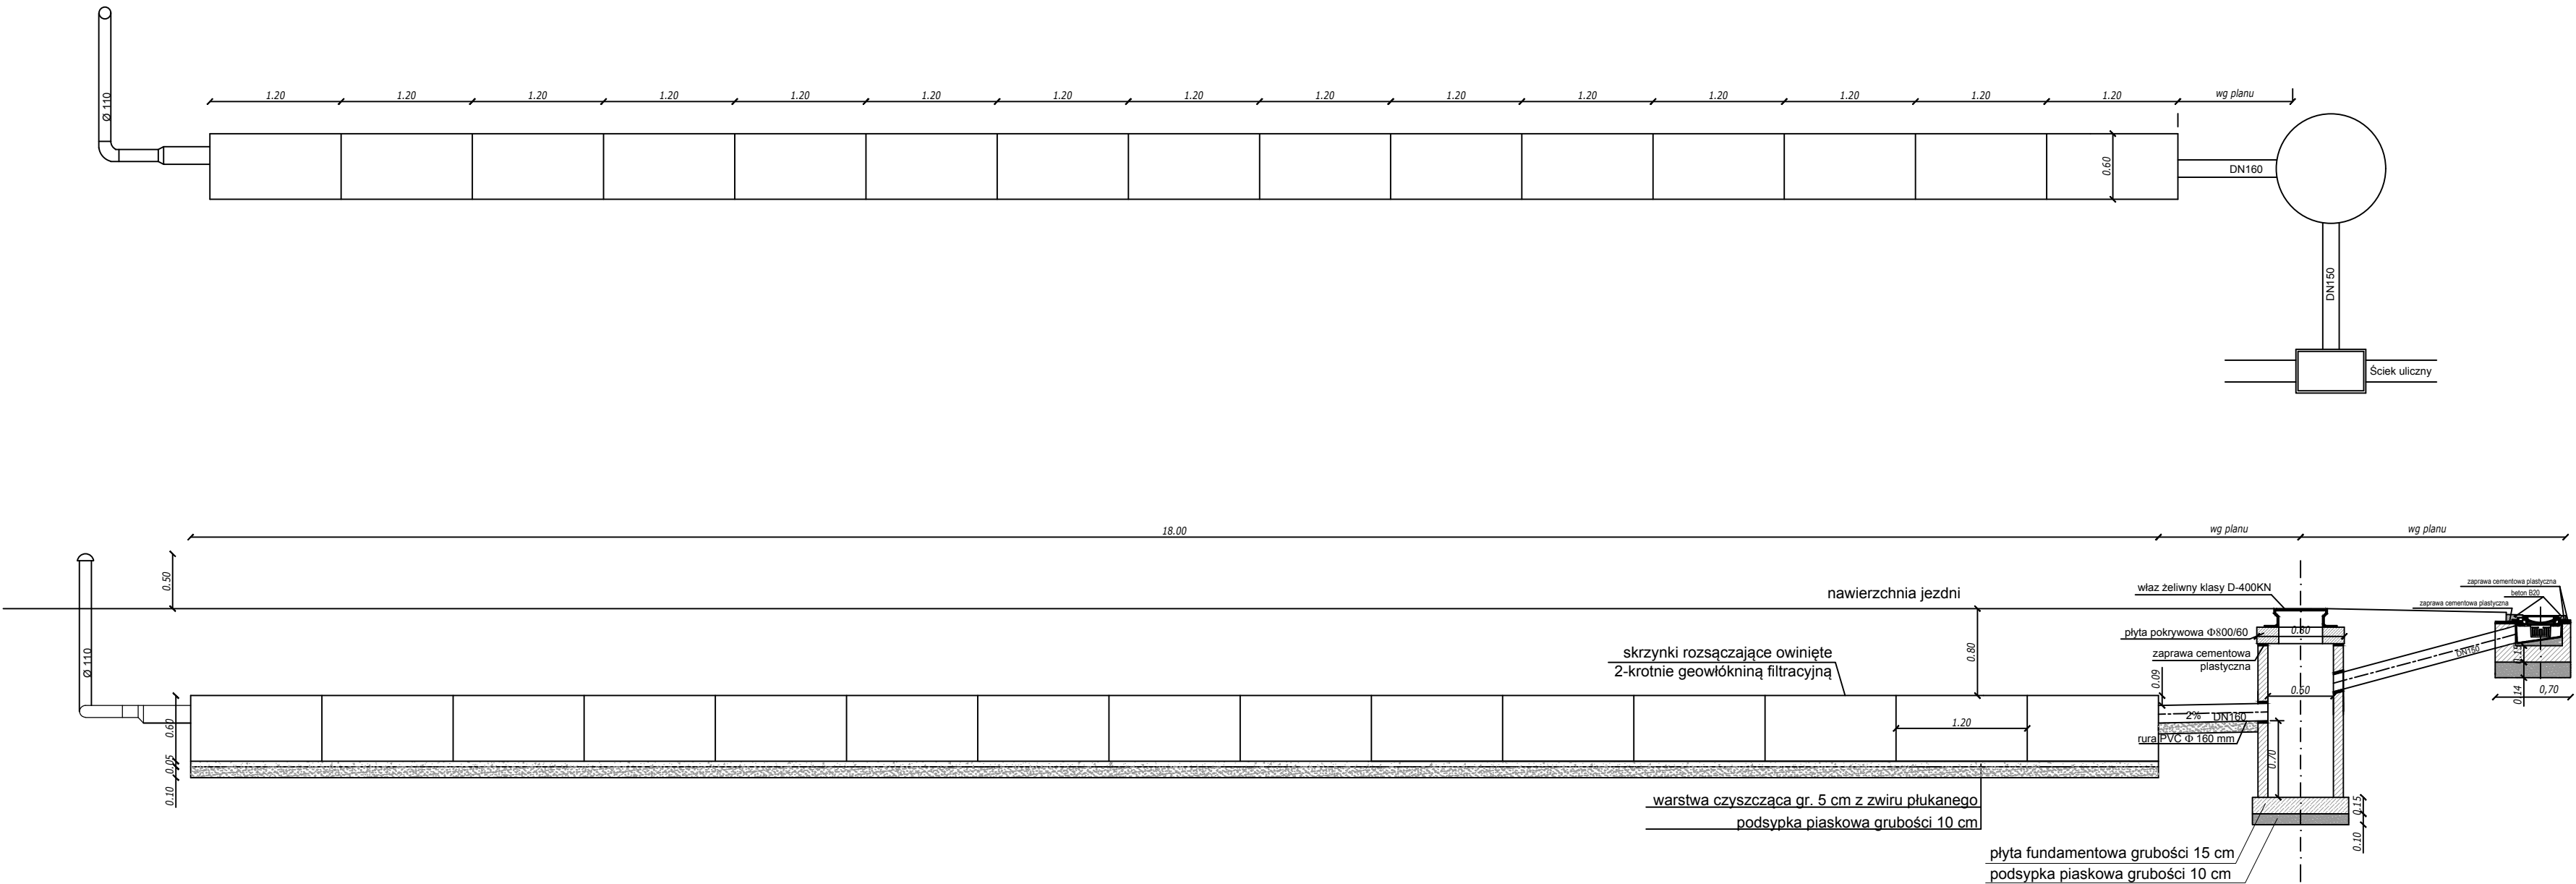 1.20 1.20 1.20 1.20 1.20 1.20 1.20 1.20 1.20 1.20 1.20 1.20 1.20 1.20 1.20 wg planu
Ø 110
0.60
DN160
DN150
Ściek uliczny
18.00 wg planu wg planu
0.50
nawierzchnia jezdni
właz żeliwny klasy D-400KN
zaprawa cementowa plastyczna
beton B20
zaprawa cementowa plastyczna
płyta pokrywowa Φ800/60
0.80
zaprawa cementowa
plastyczna
skrzynki rozsączające owinięte
2-krotnie geowłókniną filtracyjną
0.80
Ø 110
DN150
0.15
0.14
0,70
0.09
0.60
2% DN160
rura PVC Φ 160 mm
0.70
1.20
0.60
0.05
0.10
warstwa czyszcząca gr. 5 cm z zwiru płukanego
podsypka piaskowa grubości 10 cm
0.15
0.10
płyta fundamentowa grubości 15 cm
podsypka piaskowa grubości 10 cm